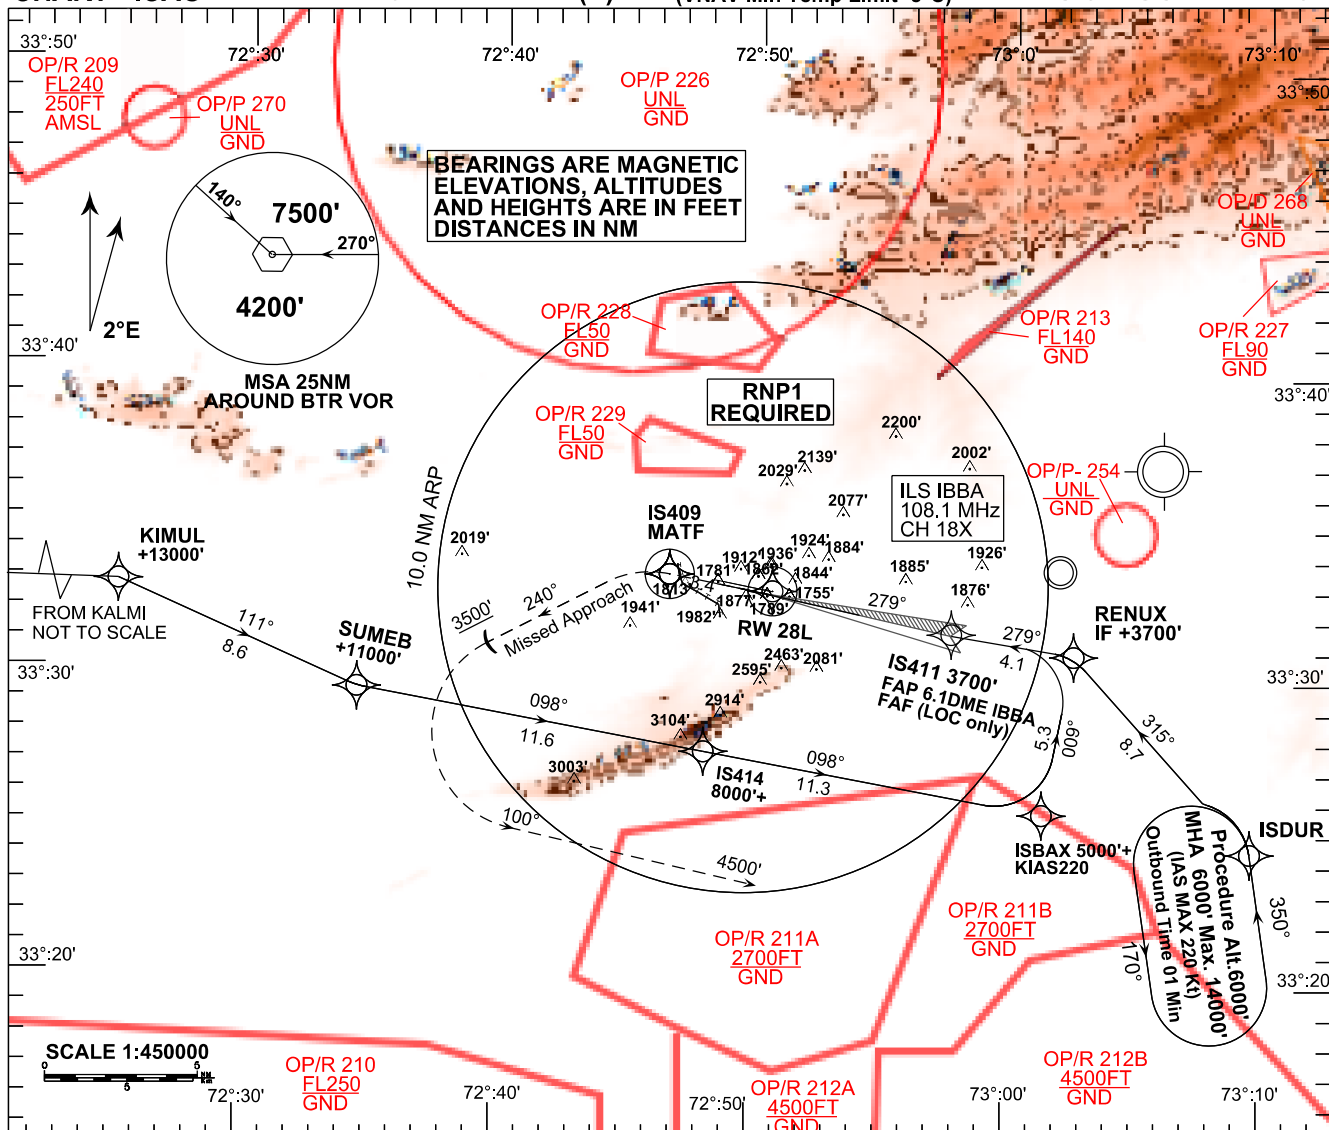 33°:50'
72°:30'
72°:40'
72°:50'
73°:0'
73°:10'
33°:50
OP/R 209
FL240
250FT
AMSL
OP/P 270
UNL
GND
OP/P 226
UNL
GND
BEARINGS ARE MAGNETIC
ELEVATIONS, ALTITUDES
AND HEIGHTS ARE IN FEET
DISTANCES IN NM
140°
7500'
270°
4200'
2°E
MSA 25NM
AROUND BTR VOR
OP/D 268
UNL
GND
OP/R 228
FL50
GND
OP/R 213
FL140
GND
OP/R 227
FL90
GND
33°:40
33°:40'
RNP1
REQUIRED
OP/R 229
FL50
GND
2200'
2002'
2139'
2029'
2077'
OP/P- 254
UNL
GND
ILS IBBA
108.1 MHz
CH 18X
10.0 NM ARP
IS409
MATF
KIMUL
+13000'
2019'
1924'
1884'
1936'
1912'
1862'
1781'
1844'
1813'
3.4
1755'
1877'
1789'
1982'
1941'
1885'
1926'
1876'
279°
FROM KALMI
NOT TO SCALE
111°
8.6
SUMEB
+11000'
3500'
240°
Missed Approach
RW 28L
RENUX
IF +3700'
279°
4.1
IS411 3700'
FAP 6.1DME IBBA
FAF (LOC only)
33°:30
33°:30'
2463'
2081'
2595'
2914'
3104'
3003'
098°
11.6
IS414
8000'+
098°
11.3
5.3
009°
315°
8.7
100°
4500'
ISBAX 5000'+
KIAS220
ISDUR
Procedure Alt.6000'
MHA 6000' Max. 14000'
(IAS MAX 220 Kt)
Outbound Time 01 Min
350°
170°
OP/R 211A
2700FT
GND
OP/R 211B
2700FT
GND
33°:20
33°:20
SCALE 1:450000
0
5
5
OP/R 210
FL250
GND
OP/R 212A
4500FT
GND
OP/R 212B
4500FT
GND
72°:30'
72°:40'
72°:50'
73°:00'
73°:10'